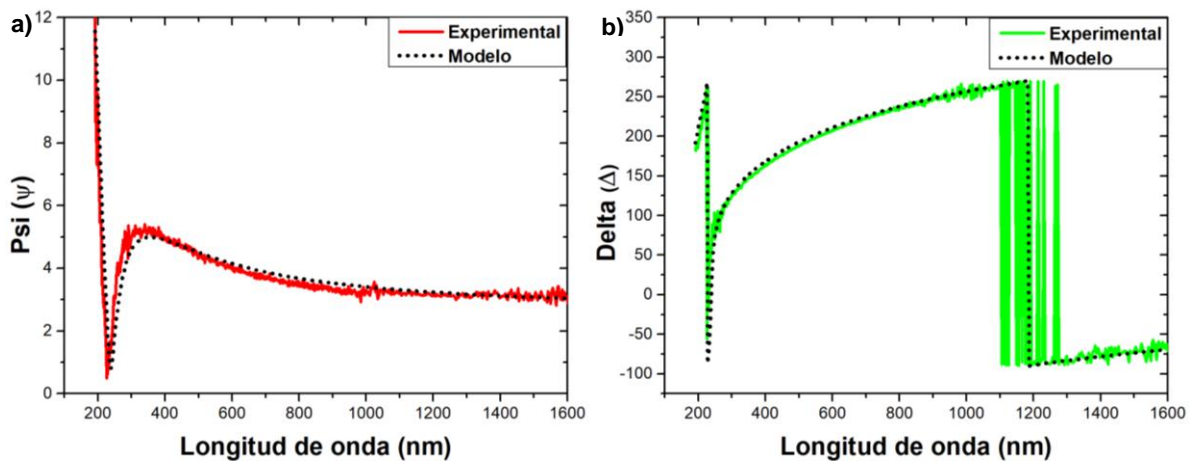 a)
12
10
8
6
4
2
0
Psi (ψ)
200 400 600 800 1000 1200 1400 1600
Longitud de onda (nm)
Experimental
Modelo
b)
350
300
250
200
150
100
50
0
-50
-100
Delta (Δ)
200 400 600 800 1000 1200 1400 1600
Longitud de onda (nm)
Experimental
Modelo